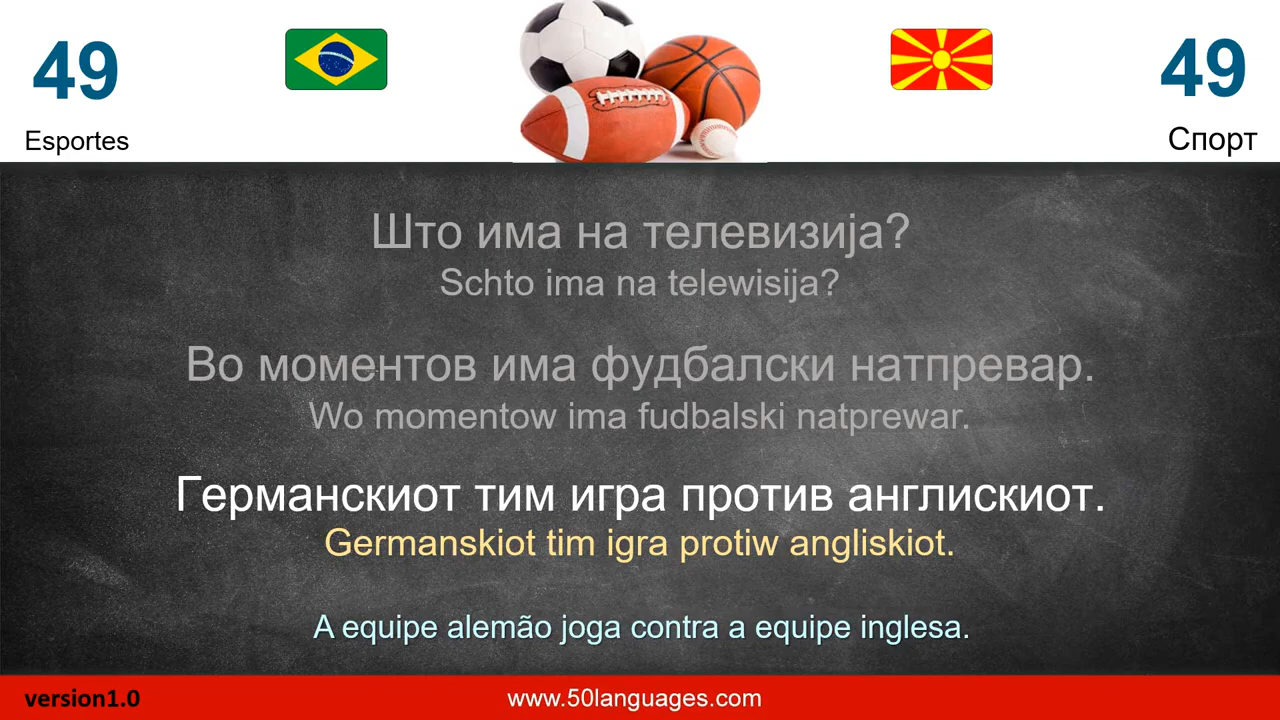 49
49
Esportes
Спорт
Што има на телевизија?
Schto ima na telewisija?
Во моментов има фудбалски натпревар.
Wo momentow ima fudbalski natprewar.
Германскиот тим игра против англискиот.
Germanskiot tim igra protiw angliskiot.
A equipe alemão joga contra a equipe inglesa.
version1.0
www.50languages.com